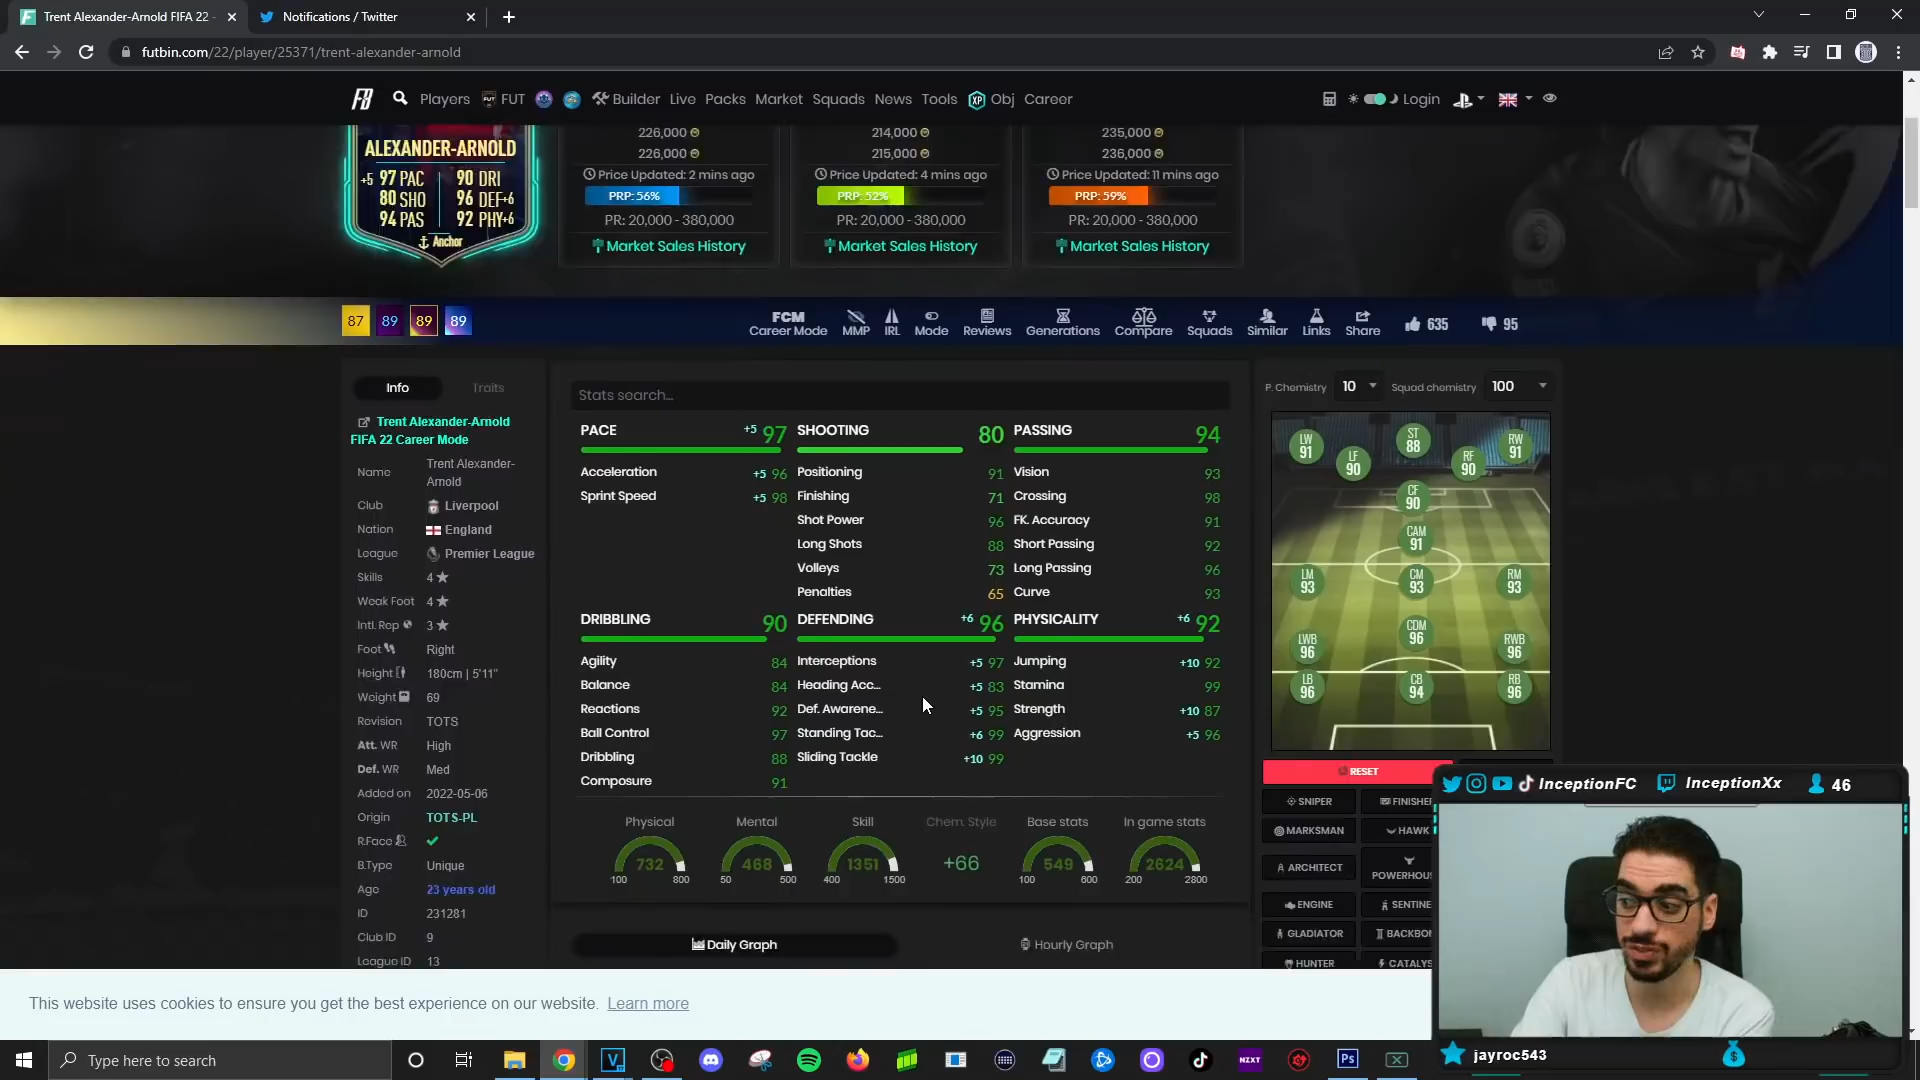 Trent Alexander-Arnold FIFA 22 -
Notifications / Twitter
futbin.com/22/player/25371/trent-alexander-arnold
Players FUT Builder Live Packs Market Squads News Tools XP Obj Career Login
ALEXANDER-ARNOLD
+5 97 PAC 90 DRI
80 SHO 96 DEF+6
94 PAS 92 PHY+6
Anchor
226,000
226,000
Price Updated: 2 mins ago
PRP: 56%
PR: 20,000 - 380,000
Market Sales History
214,000
215,000
Price Updated: 4 mins ago
PRP: 52%
PR: 20,000 - 380,000
Market Sales History
235,000
236,000
Price Updated: 11 mins ago
PRP: 59%
PR: 20,000 - 380,000
Market Sales History
87 89 89 89
FCM
Career Mode MMP IRL Mode Reviews Generations Compare Squads Similar Links Share 635 95
Info Traits
Trent Alexander-Arnold
FIFA 22 Career Mode
Name Trent Alexander-
Arnold
Club Liverpool
Nation England
League Premier League
Skills 4
Weak Foot 4
Intl. Rep 3
Foot Right
Height 180cm | 5'11"
Weight 69
Revision TOTS
Att. WR High
Def. WR Med
Added on 2022-05-06
Origin TOTS-PL
R.Face
B.Type Unique
Age 23 years old
ID 231281
Club ID 9
League ID 13
Stats search...
PACE +5 97
Acceleration +5 96
Sprint Speed +5 98
SHOOTING 80
Positioning 91
Finishing 71
Shot Power 96
Long Shots 88
Volleys 73
Penalties 65
PASSING 94
Vision 93
Crossing 98
FK. Accuracy 91
Short Passing 92
Long Passing 96
Curve 93
DRIBBLING 90
Agility 84
Balance 84
Reactions 92
Ball Control 97
Dribbling 88
Composure 91
DEFENDING +6 96
Interceptions +5 97
Heading Acc... +5 83
Def. Awarene... +5 95
Standing Tac... +6 99
Sliding Tackle +10 99
PHYSICALITY +6 92
Jumping +10 92
Stamina 99
Strength +10 87
Aggression +5 96
Physical Mental Skill Chem. Style Base stats In game stats
732 468 1351 +66 549 2624
100 800 50 500 400 1500 100 600 200 2800
Daily Graph Hourly Graph
P. Chemistry 10 Squad chemistry 100
LW 91
LF 90
ST 88
RF 90
RW 91
CF 90
CAM 91
LM 93
CM 93
RM 93
LWB 96
CDM 96
RWB 96
LB 96
CB 94
RB 96
RESET
SNIPER FINISHE
MARKSMAN HAWK
ARCHITECT POWERHOUS
ENGINE SENTINE
GLADIATOR BACKBO
HUNTER CATALYS
InceptionFC InceptionXx 46
jayroc543
This website uses cookies to ensure you get the best experience on our website. Learn more
Type here to search
NZXT
Ps